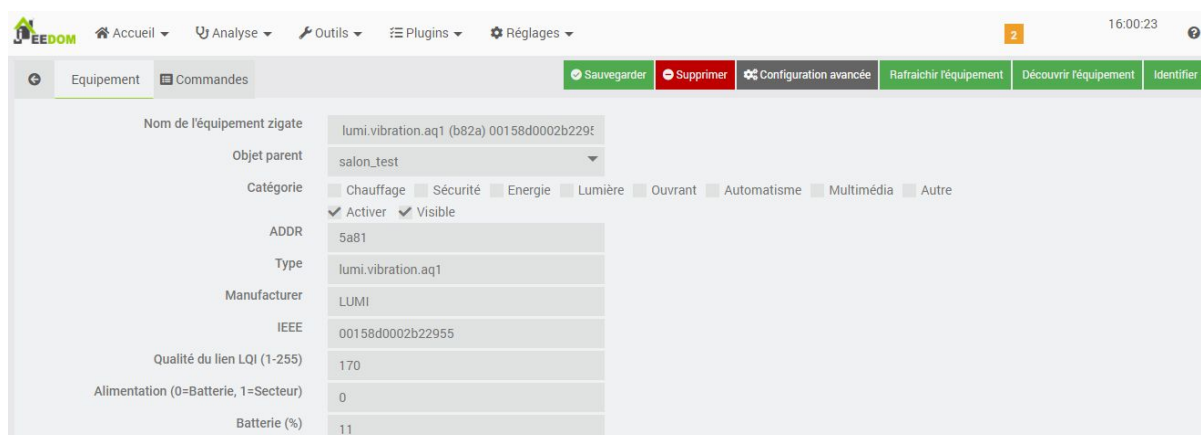 JEEDOM Accueil Analyse Outils Plugins Réglages 2 16:00:23
Equipement Commandes Sauvegarder Supprimer Configuration avancée Rafraichir l'équipement Découvrir l'équipement Identifier
Nom de l'équipement zigate lumi.vibration.aq1 (b82a) 00158d0002b2295
Objet parent salon_test
Catégorie Chauffage Sécurité Energie Lumière Ouvrant Automatisme Multimédia Autre
Activer Visible
ADDR 5a81
Type lumi.vibration.aq1
Manufacturer LUMI
IEEE 00158d0002b22955
Qualité du lien LQI (1-255) 170
Alimentation (0=Batterie, 1=Secteur) 0
Batterie (%) 11